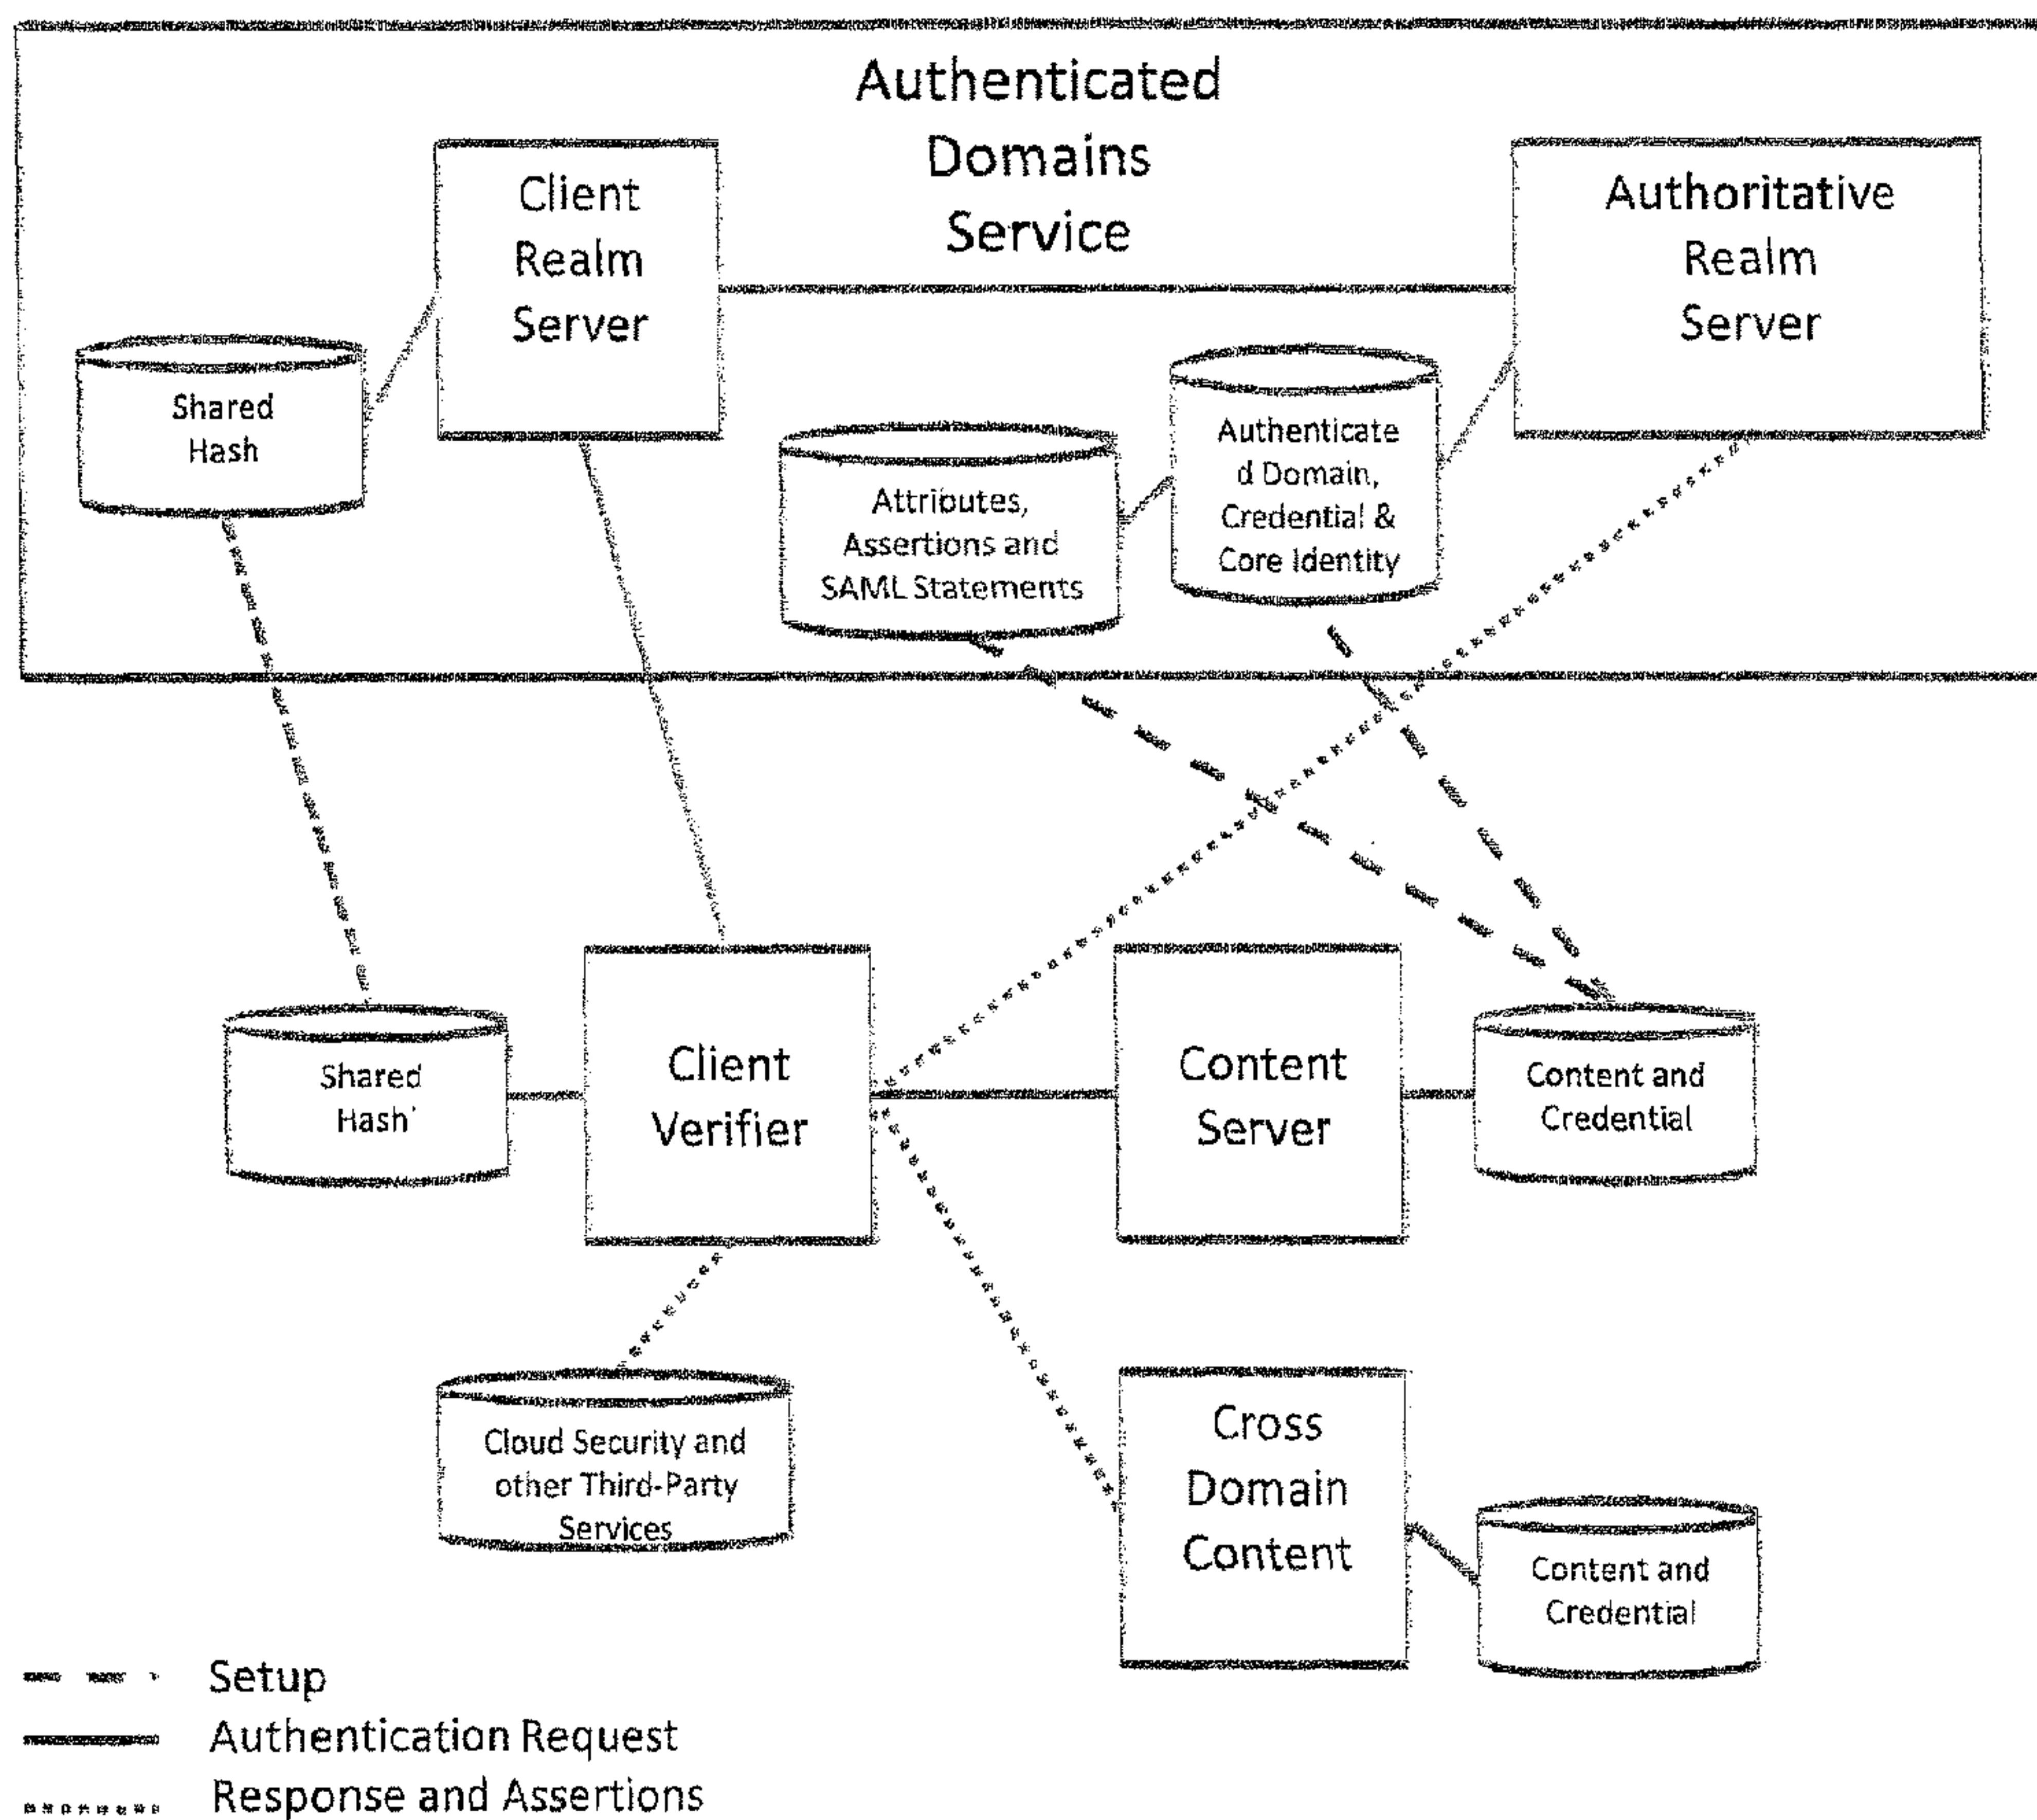 Authenticated
Domains
Service
Client
Realm
Server
Authoritative
Realm
Server
Shared
Hash
Attributes,
Assertions and
SAML Statements
Authenticate
d Domain,
Credential &
Core Identity
Shared
Hash'
Client
Verifier
Content
Server
Content and
Credential
Cloud Security and
other Third-Party
Services
Cross
Domain
Content
Content and
Credential
Setup
Authentication Request
Response and Assertions